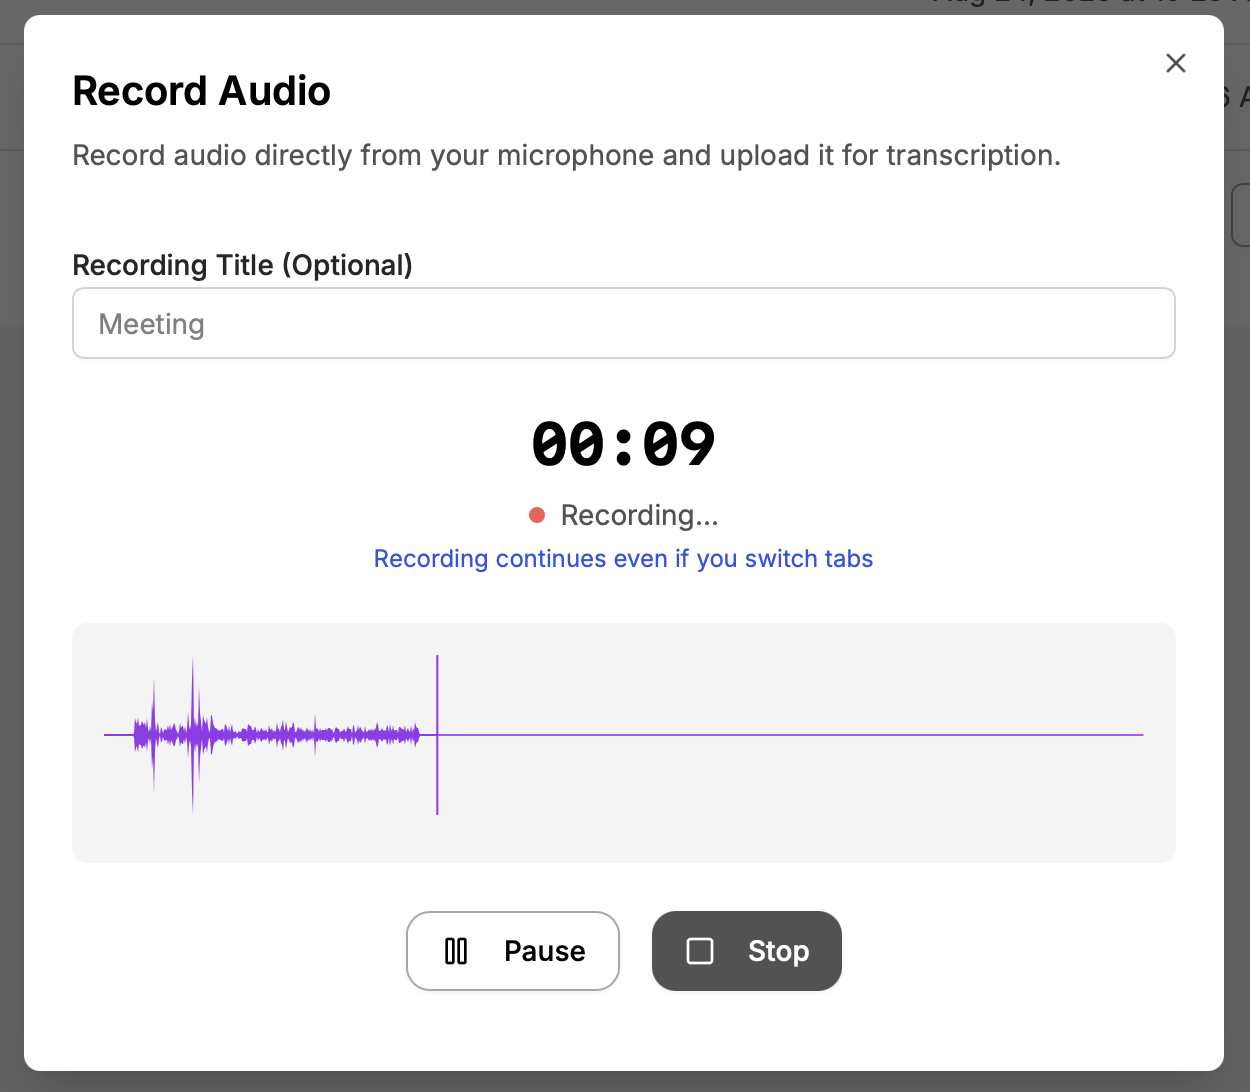 Record Audio
Record audio directly from your microphone and upload it for transcription.
Recording Title (Optional)
Meeting
00:09
Recording...
Recording continues even if you switch tabs
Pause
Stop